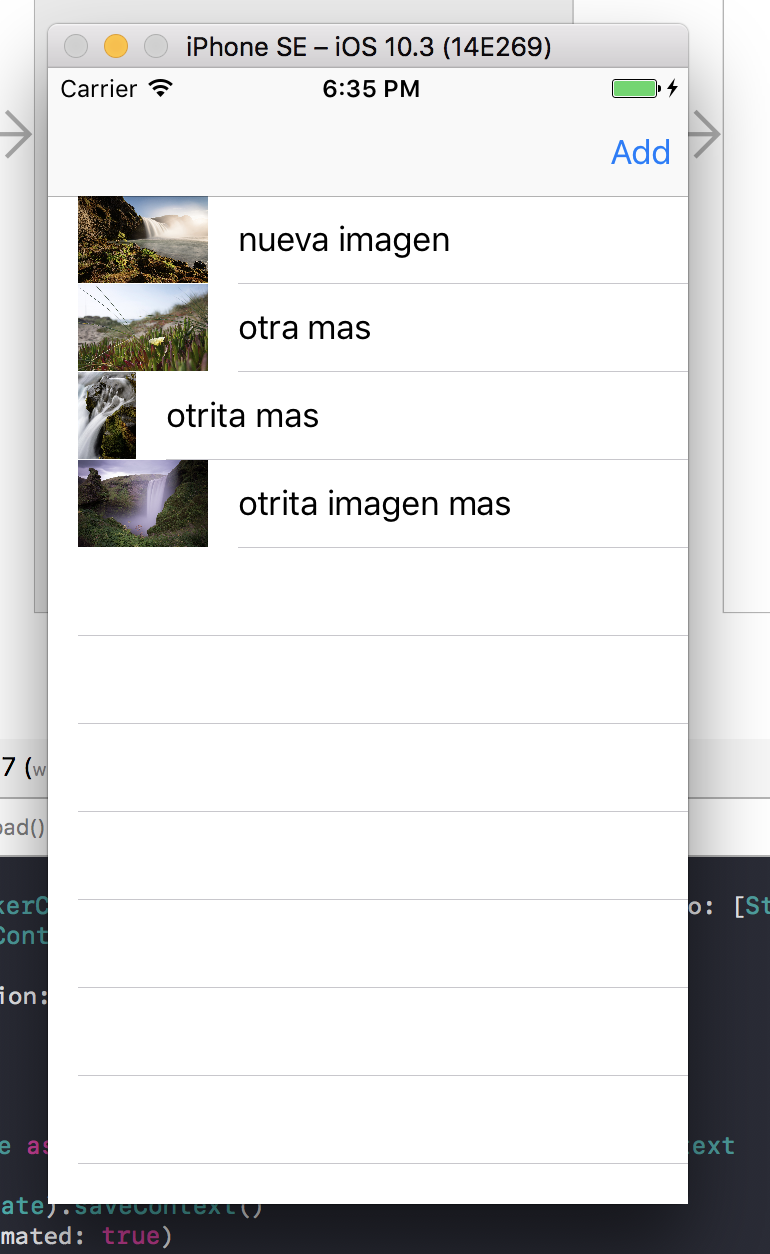 iPhone SE – iOS 10.3 (14E269)
Carrier
6:35 PM
Add
nueva imagen
otra mas
otrita mas
otrita imagen mas
7 (w
oad()
kerC
o: [St
Cont
ion:
e as
text
ate).saveContext()
mated: true)